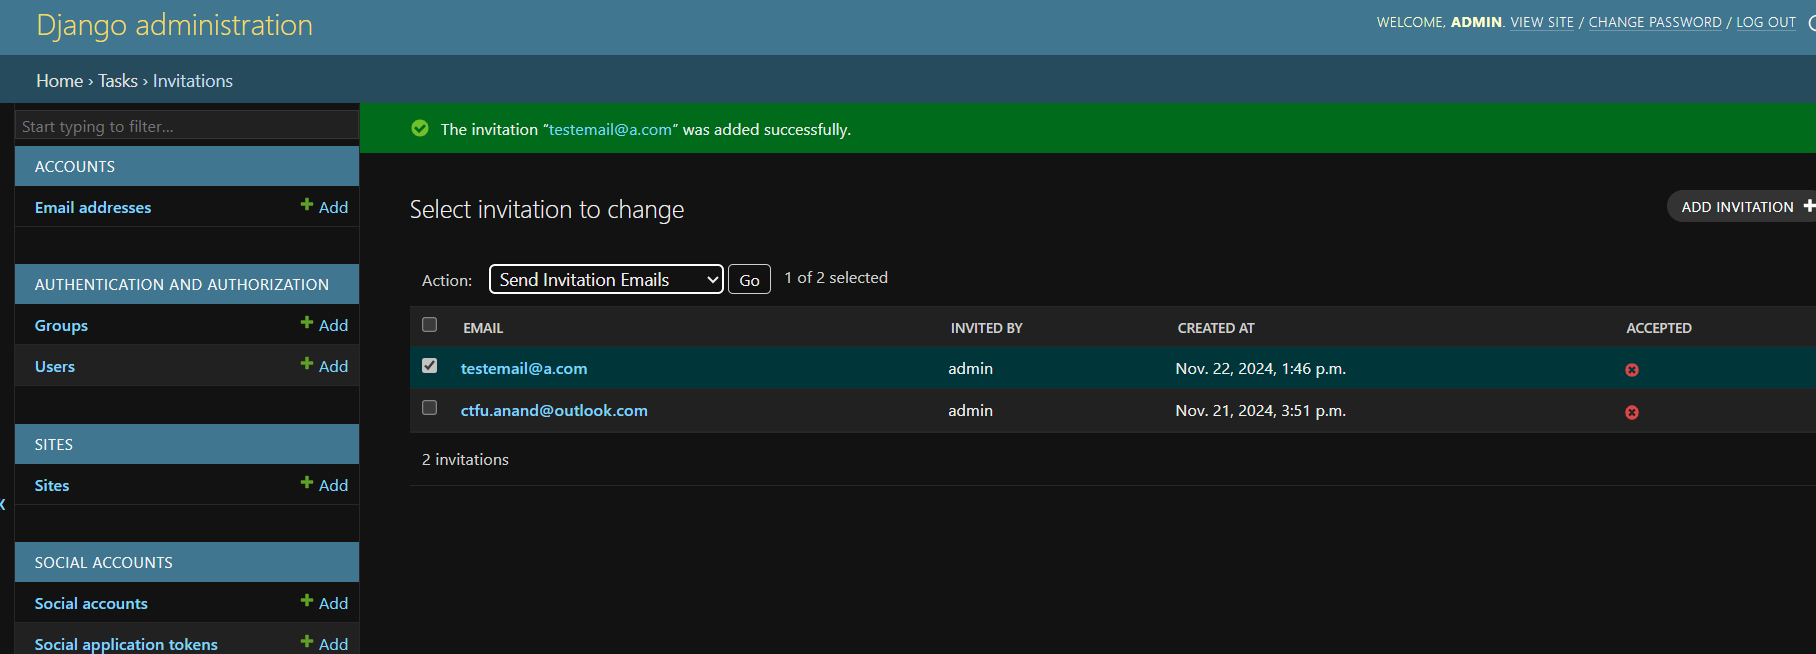 Django administration
WELCOME, ADMIN. VIEW SITE / CHANGE PASSWORD / LOG OUT
Home › Tasks › Invitations
Start typing to filter...
ACCOUNTS
Email addresses + Add
AUTHENTICATION AND AUTHORIZATION
Groups + Add
Users + Add
SITES
Sites + Add
SOCIAL ACCOUNTS
Social accounts + Add
Social application tokens + Add
The invitation “testemail@a.com” was added successfully.
Select invitation to change
ADD INVITATION +
Action: Send Invitation Emails Go 1 of 2 selected
EMAIL INVITED BY CREATED AT ACCEPTED
testemail@a.com admin Nov. 22, 2024, 1:46 p.m.
ctfu.anand@outlook.com admin Nov. 21, 2024, 3:51 p.m.
2 invitations